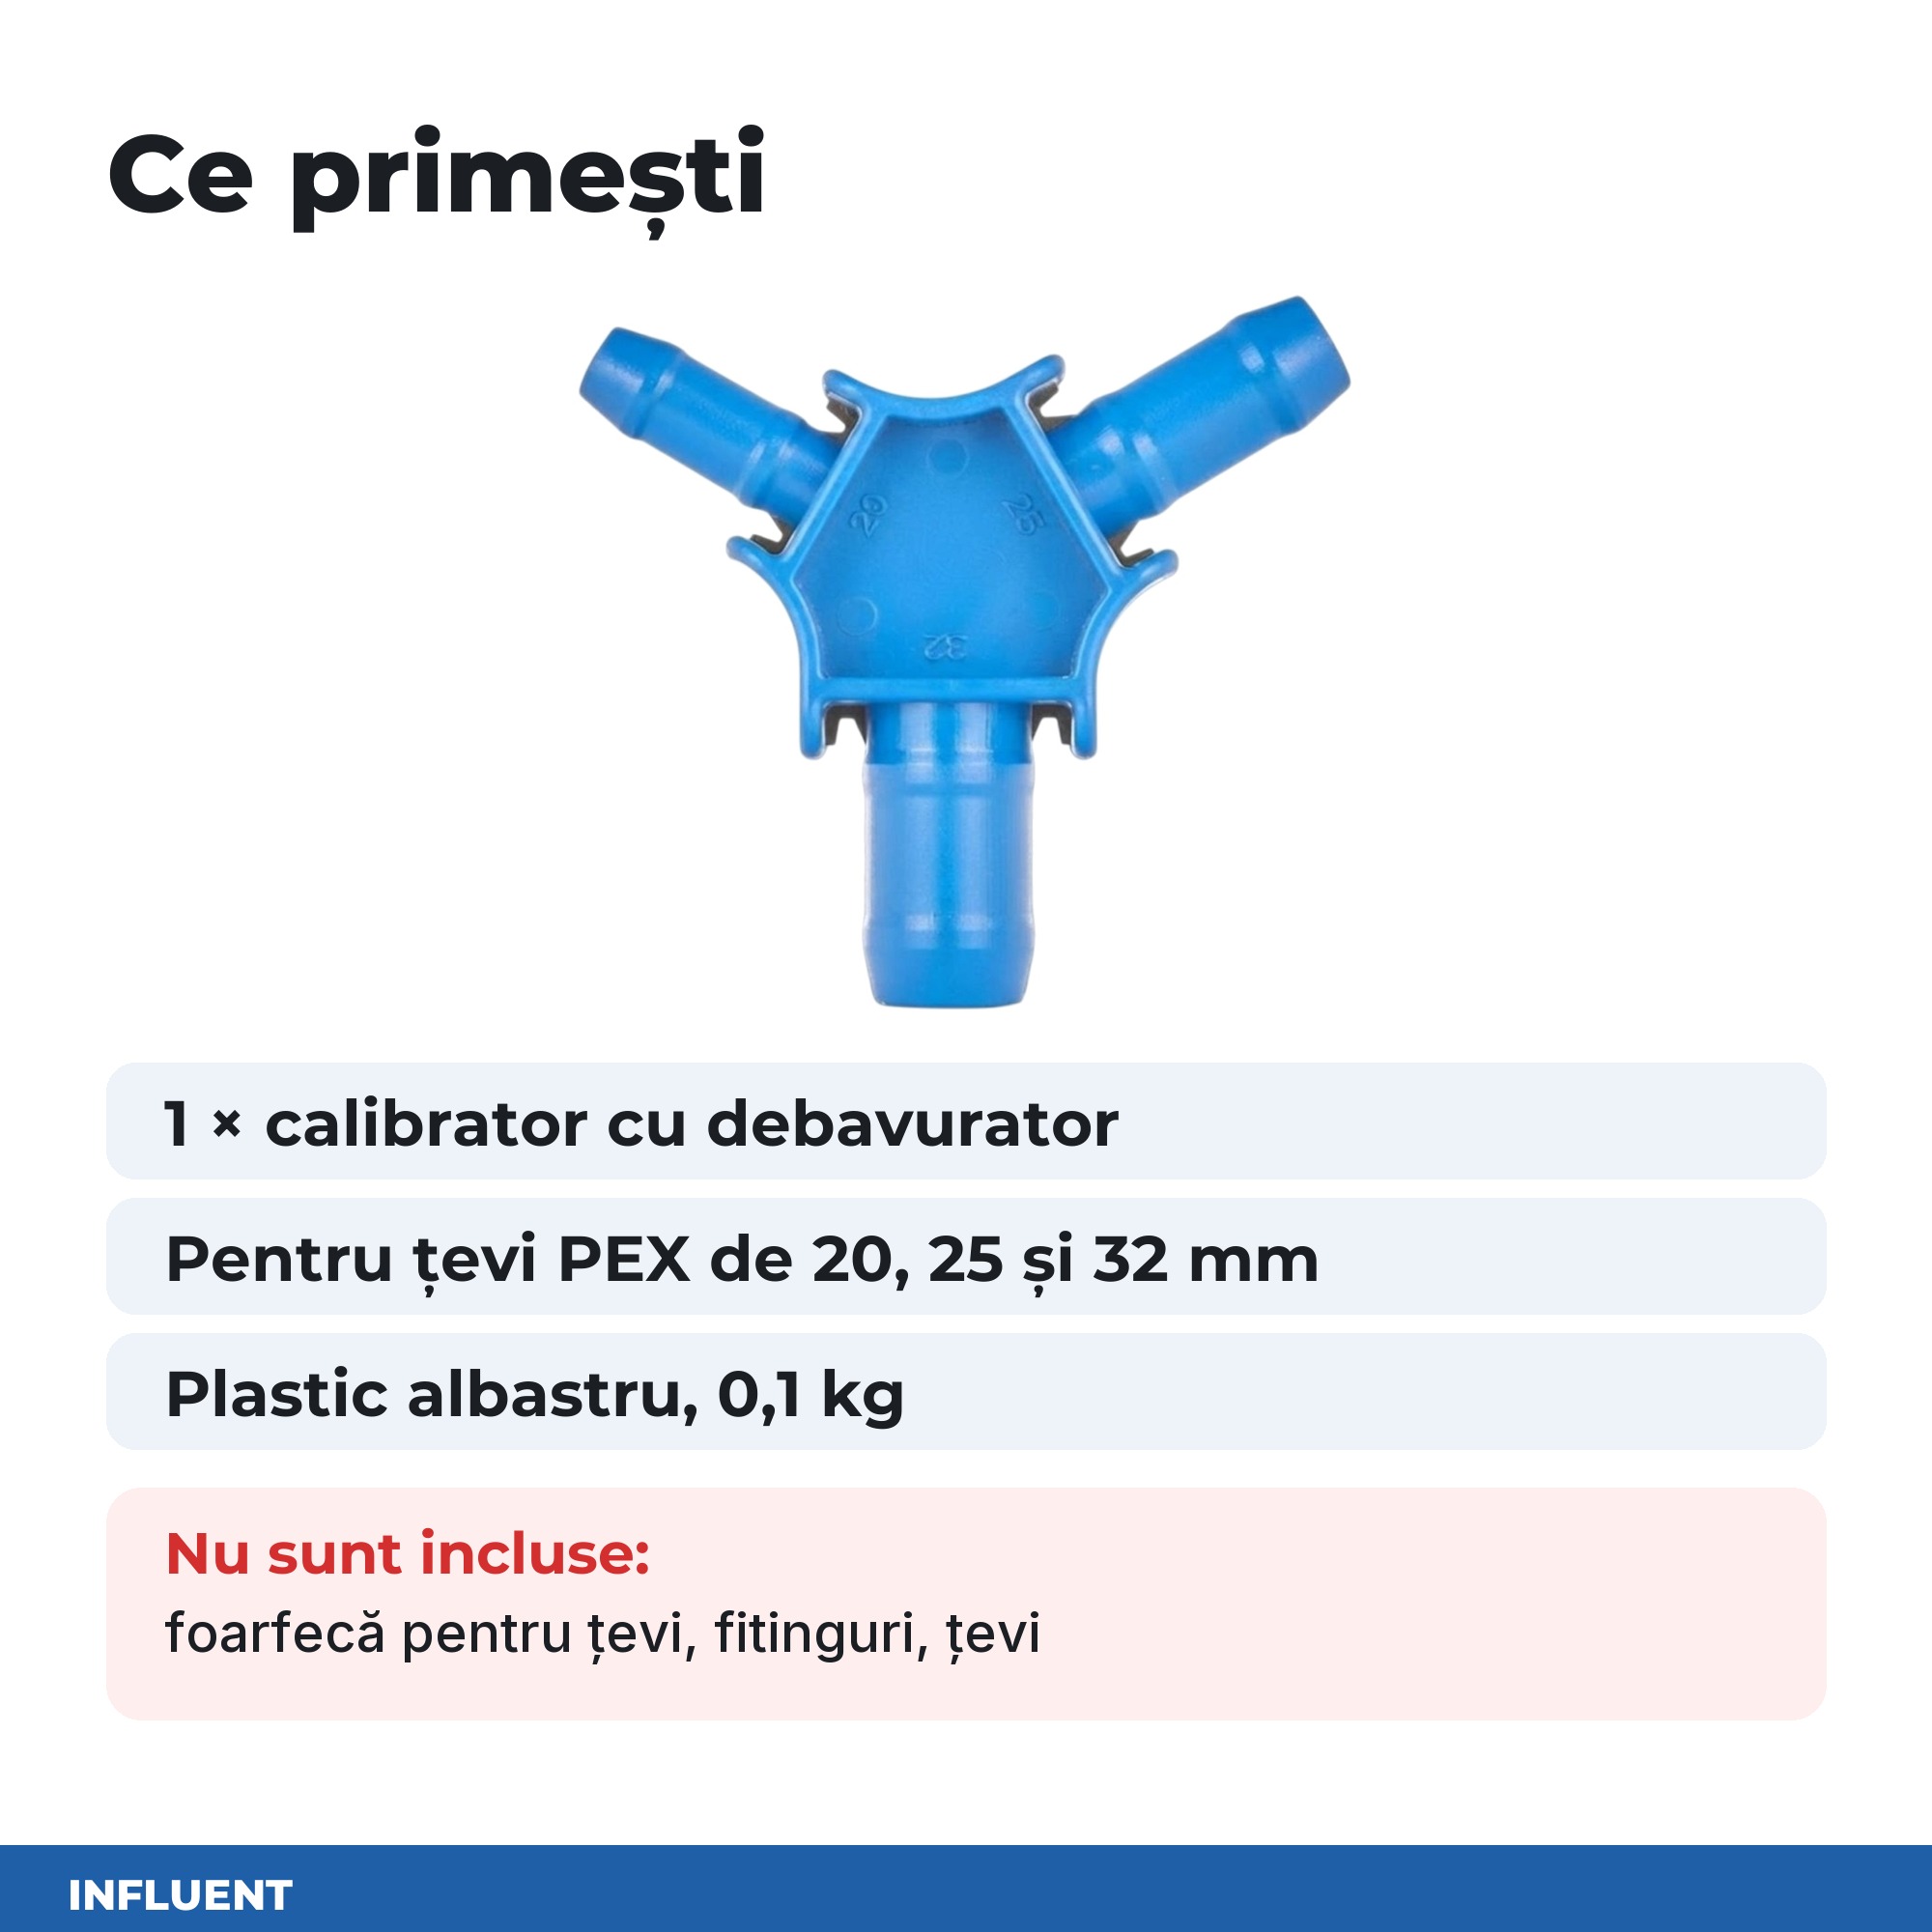 Ce primești
20
25
32
1 × calibrator cu debavurator
Pentru țevi PEX de 20, 25 și 32 mm
Plastic albastru, 0,1 kg
Nu sunt incluse:
foarfecă pentru țevi, fitinguri, țevi
INFLUENT